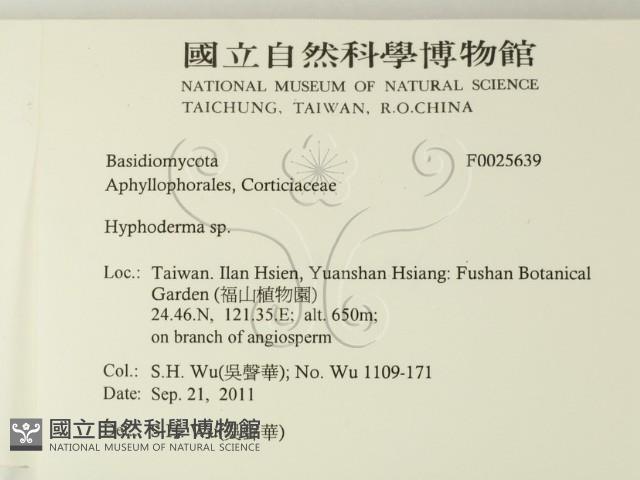 國立自然科學博物館
NATIONAL MUSEUM OF NATURAL SCIENCE
TAICHUNG, TAIWAN, R.O.CHINA
Basidiomycota F0025639
Aphyllophorales, Corticiaceae
Hyphoderma sp.
Loc.: Taiwan. Ilan Hsien, Yuanshan Hsiang: Fushan Botanical
Garden (福山植物園)
24.46.N, 121.35.E; alt. 650m;
on branch of angiosperm
Col.: S.H. Wu(吳聲華); No. Wu 1109-171
Date: Sep. 21, 2011
國立自然科學博物館
NATIONAL MUSEUM OF NATURAL SCIENCE